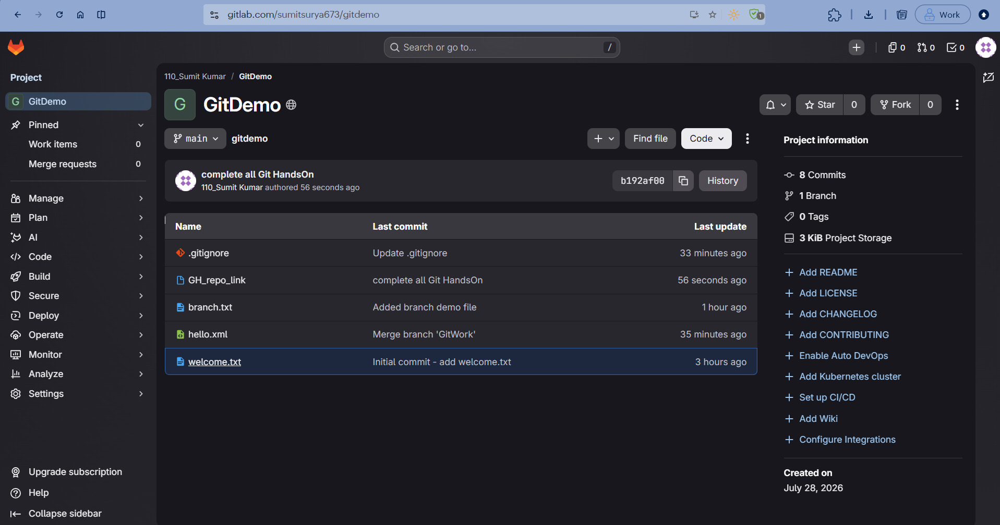 gitlab.com/sumitsurya673/gitdemo
1
Work
Search or go to...
/
0
0
0
Project
G GitDemo
Pinned
Work items 0
Merge requests 0
Manage
Plan
AI
Code
Build
Secure
Deploy
Operate
Monitor
Analyze
Settings
Upgrade subscription
Help
Collapse sidebar
110_Sumit Kumar / GitDemo
G GitDemo
Star 0
Fork 0
main
gitdemo
Find file
Code
complete all Git HandsOn
110_Sumit Kumar authored 56 seconds ago
b192af00
History
Name Last commit Last update
.gitignore Update .gitignore 33 minutes ago
GH_repo_link complete all Git HandsOn 56 seconds ago
branch.txt Added branch demo file 1 hour ago
hello.xml Merge branch 'GitWork' 35 minutes ago
welcome.txt Initial commit - add welcome.txt 3 hours ago
Project information
8 Commits
1 Branch
0 Tags
3 KiB Project Storage
Add README
Add LICENSE
Add CHANGELOG
Add CONTRIBUTING
Enable Auto DevOps
Add Kubernetes cluster
Set up CI/CD
Add Wiki
Configure Integrations
Created on
July 28, 2026